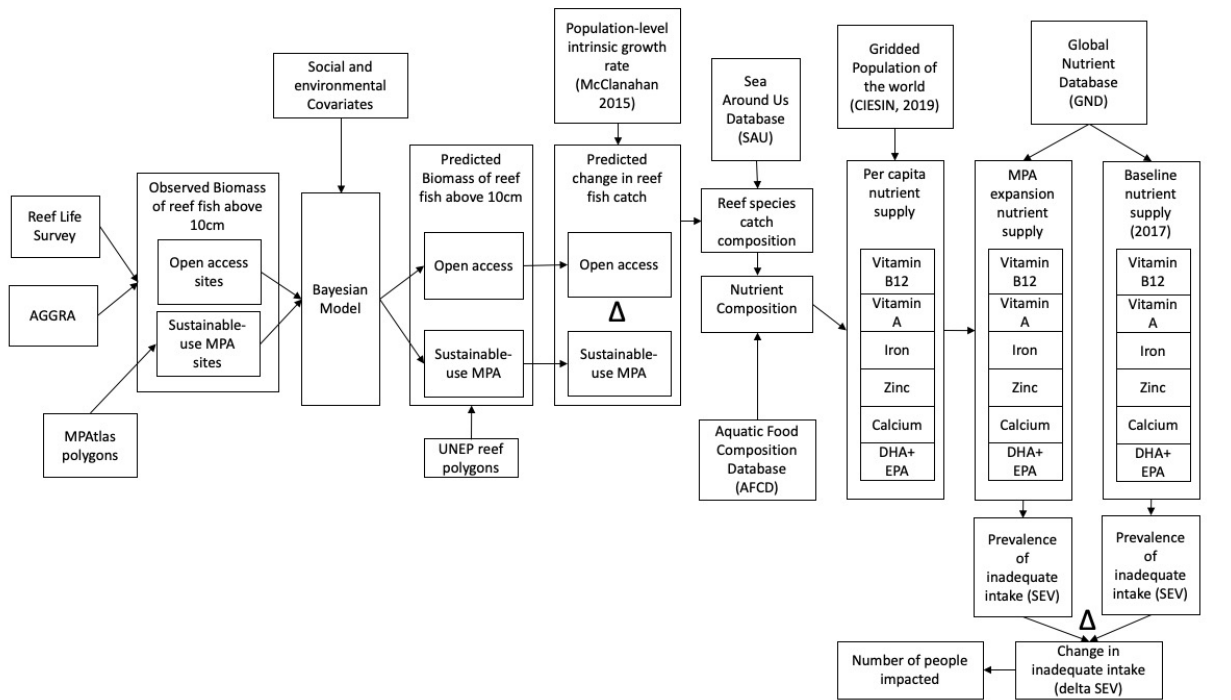 Population-level
intrinsic growth
rate
(McClanahan
2015)
Gridded
Population of
the world
(CIESIN, 2019)
Global
Nutrient
Database
(GND)
Social and
environmental
Covariates
Sea
Around Us
Database
(SAU)
Reef Life
Survey
AGGRA
MPAtlas
polygons
Observed Biomass
of reef fish above
10cm
Open access
sites
Sustainable-
use MPA
sites
Bayesian
Model
Predicted
Biomass of reef
fish above 10cm
Open access
Sustainable-
use MPA
UNEP reef
polygons
Predicted
change in reef
fish catch
Open access
Δ
Sustainable-
use MPA
Reef species
catch
composition
Nutrient
Composition
Aquatic Food
Composition
Database
(AFCD)
Per capita
nutrient
supply
Vitamin
B12
Vitamin
A
Iron
Zinc
Calcium
DHA+
EPA
MPA
expansion
nutrient
supply
Vitamin
B12
Vitamin
A
Iron
Zinc
Calcium
DHA+
EPA
Baseline
nutrient
supply
(2017)
Vitamin
B12
Vitamin
A
Iron
Zinc
Calcium
DHA+
EPA
Prevalence
of
inadequate
intake (SEV)
Prevalence
of
inadequate
intake (SEV)
Δ
Change in
inadequate intake
(delta SEV)
Number of people
impacted